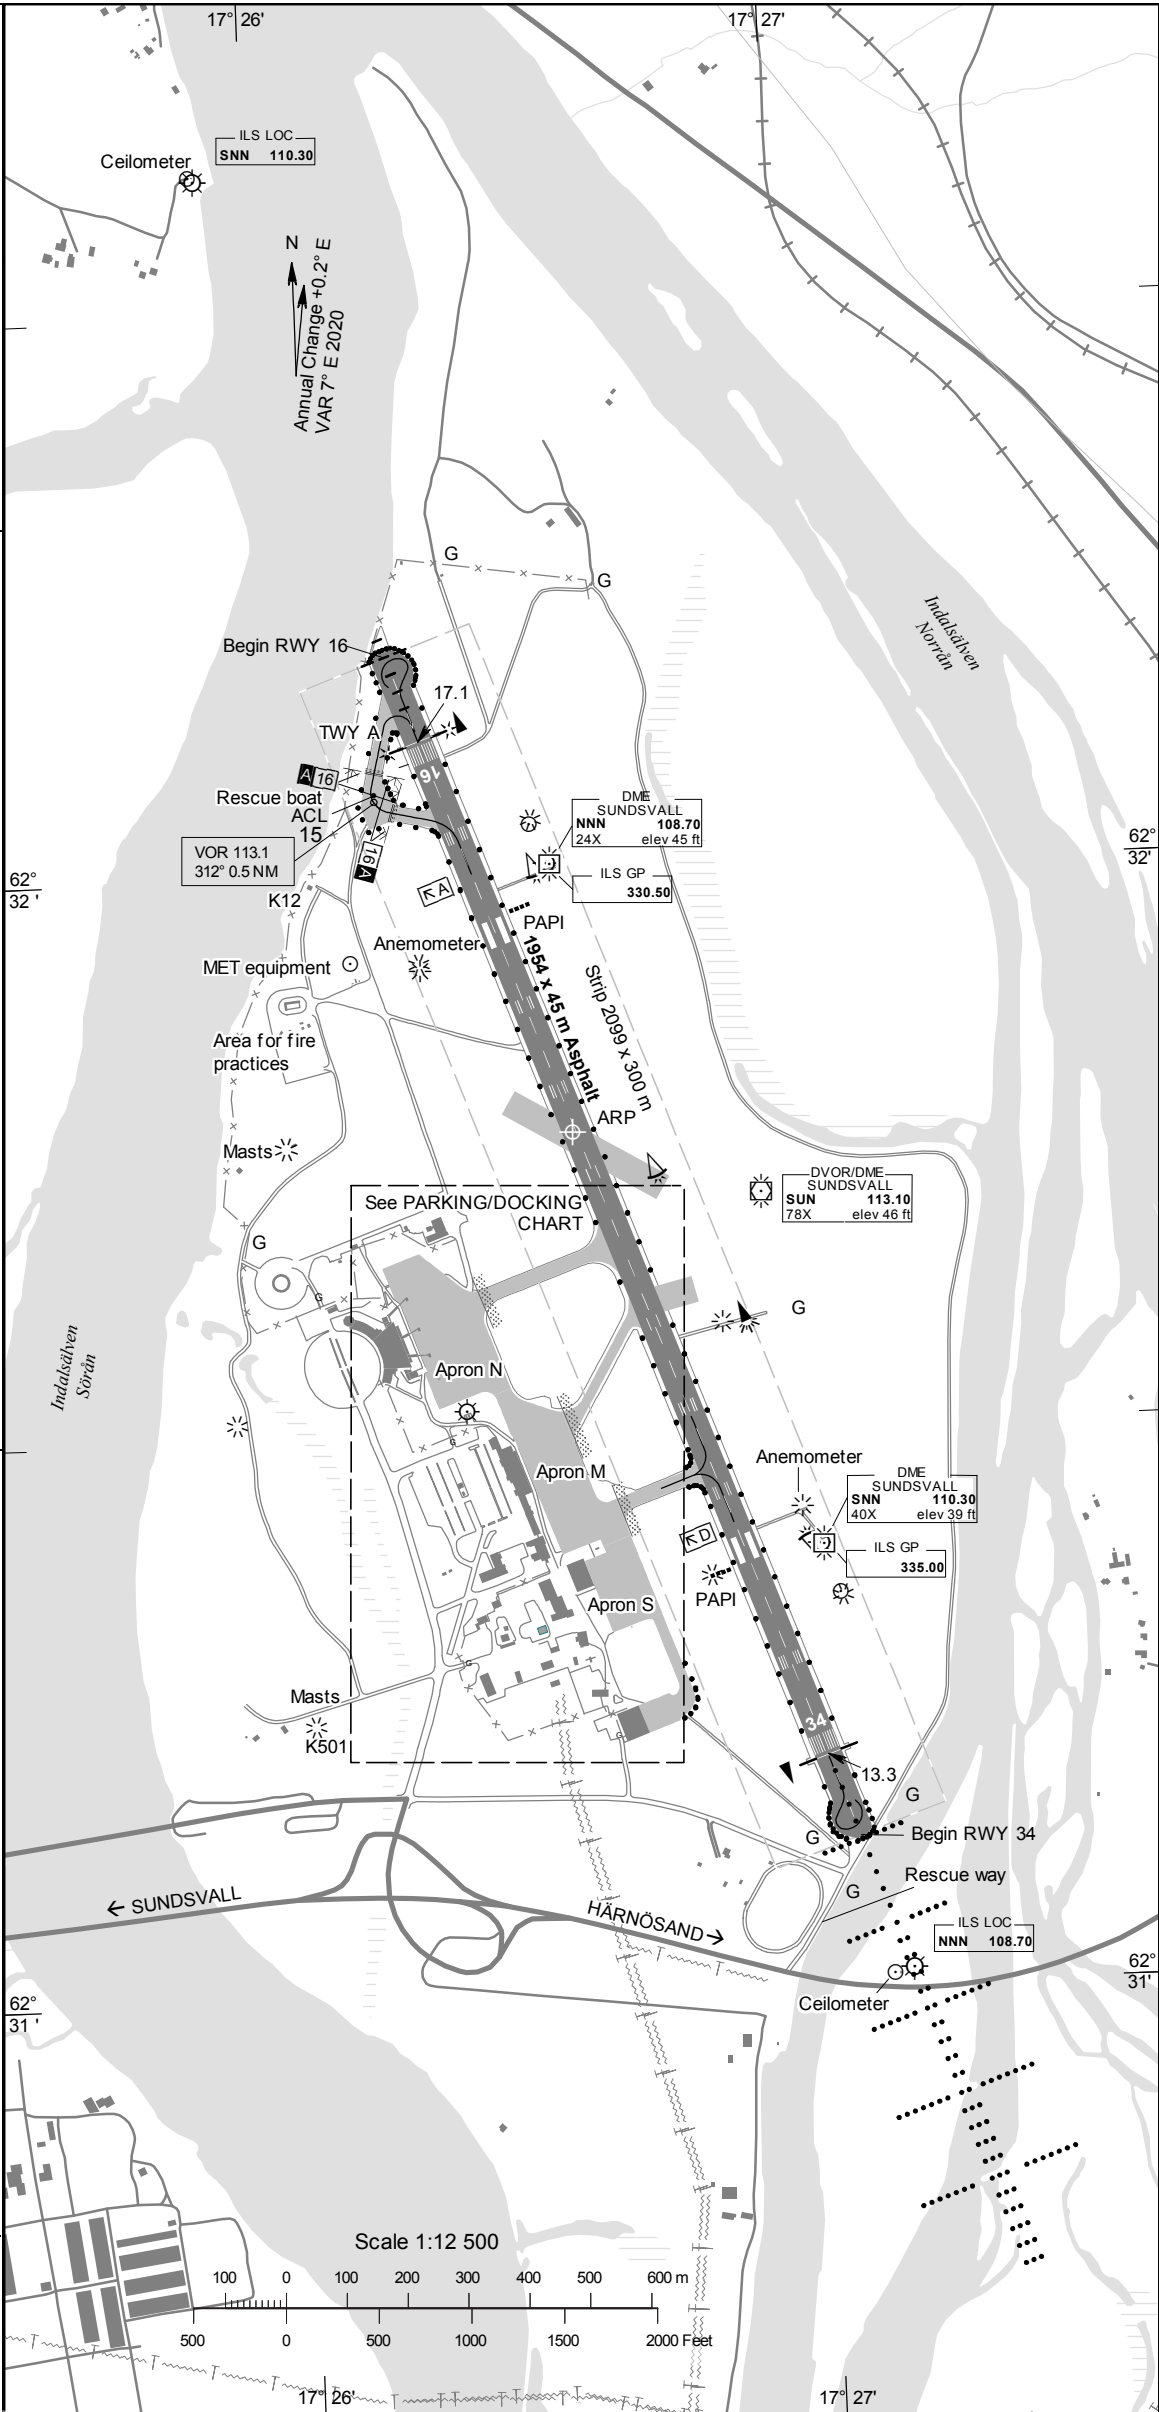 17° 26'
17° 27'
ILS LOC
SNN 110.30
Ceilometer
N
Annual Change +0.2° E
VAR 7° E 2020
G
G
Indalsälven
Norrån
Begin RWY 16
17.1
TWY A
16
A 16
Rescue boat
ACL
15
VOR 113.1
312° 0.5 NM
16 A
DME
SUNDSVALL
NNN 108.70
24X elev 45 ft
62°
32'
ILS GP
330.50
62°
32'
K12
↖A
PAPI
Anemometer
MET equipment
1954 x 45 m Asphalt
Strip 2099 x 300 m
Area for fire
practices
ARP
Masts
See PARKING/DOCKING
CHART
DVOR/DME
SUNDSVALL
SUN 113.10
78X elev 46 ft
G
G
G
Indalsälven
Sörån
Apron N
G
Apron M
Anemometer
DME
SUNDSVALL
SNN 110.30
40X elev 39 ft
↖D
ILS GP
335.00
PAPI
Apron S
G
Masts
K501
G
34
13.3
G
G
Begin RWY 34
Rescue way
G
← SUNDSVALL
HÄRNÖSAND →
ILS LOC
NNN 108.70
62°
31'
Ceilometer
62°
31'
Scale 1:12 500
100 0 100 200 300 400 500 600 m
500 0 500 1000 1500 2000 Feet
17° 26'
17° 27'